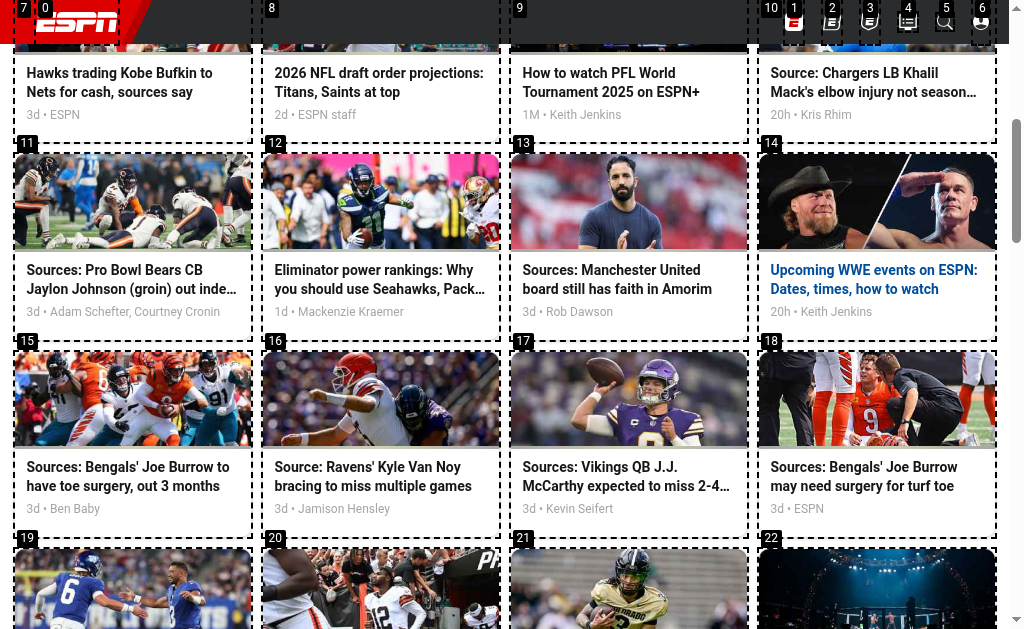 7
0
8
9
10
1
2
3
4
5
6
ESPN
Hawks trading Kobe Bufkin to
Nets for cash, sources say
3d • ESPN
2026 NFL draft order projections:
Titans, Saints at top
2d • ESPN staff
How to watch PFL World
Tournament 2025 on ESPN+
1M • Keith Jenkins
Source: Chargers LB Khalil
Mack's elbow injury not season…
20h • Kris Rhim
11
12
13
14
Sources: Pro Bowl Bears CB
Jaylon Johnson (groin) out inde…
3d • Adam Schefter, Courtney Cronin
Eliminator power rankings: Why
you should use Seahawks, Pack…
1d • Mackenzie Kraemer
Sources: Manchester United
board still has faith in Amorim
3d • Rob Dawson
Upcoming WWE events on ESPN:
Dates, times, how to watch
20h • Keith Jenkins
15
16
17
18
91
9
Sources: Bengals' Joe Burrow to
have toe surgery, out 3 months
3d • Ben Baby
Source: Ravens' Kyle Van Noy
bracing to miss multiple games
3d • Jamison Hensley
Sources: Vikings QB J.J.
McCarthy expected to miss 2-4…
3d • Kevin Seifert
Sources: Bengals' Joe Burrow
may need surgery for turf toe
3d • ESPN
19
20
21
22
6
12